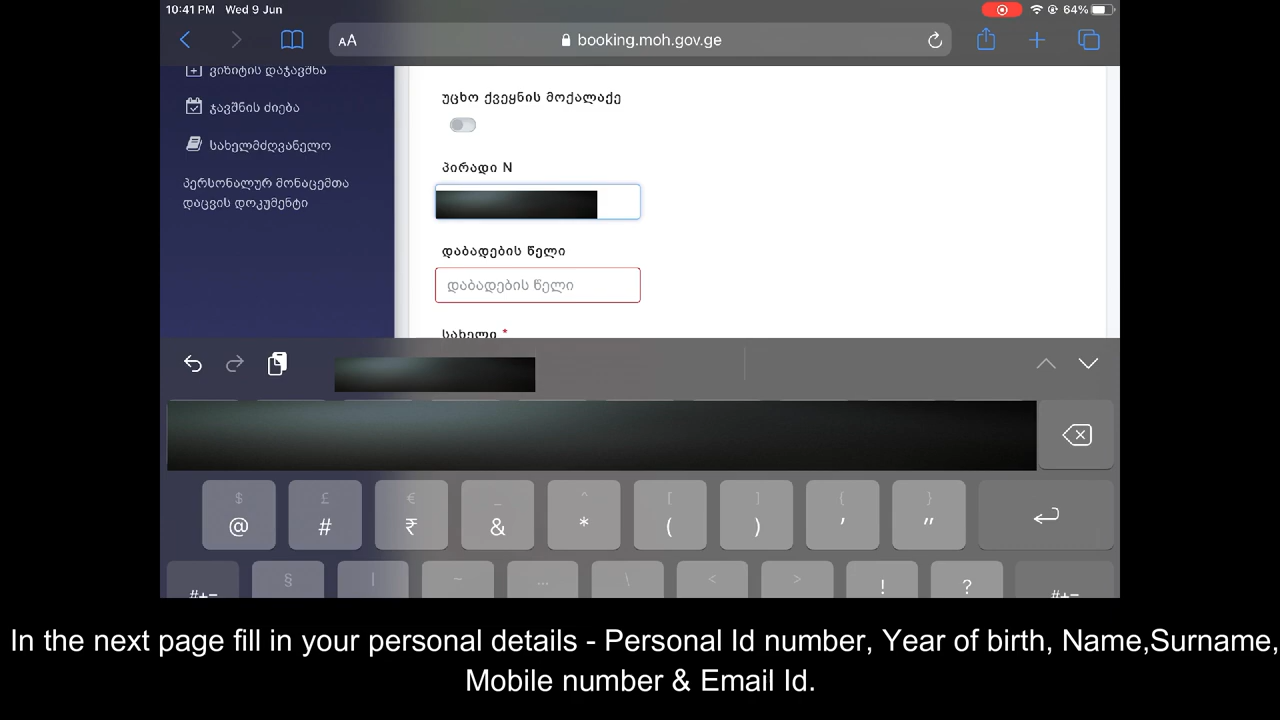 10:41 PM Wed 9 Jun
64%
AA
booking.moh.gov.ge
ვიზიტის დაჯავშნა
ჯავშნის ძიება
სახელმძღვანელო
პერსონალურ მონაცემთა
დაცვის დოკუმენტი
უცხო ქვეყნის მოქალაქე
პირადი N
დაბადების წელი
დაბადების წელი
სახელი *
$ £ € _ ^ [ ] { }
@ # ₹ & * ( ) ' "
§ | ~ … \ < >
#+= ! ? #+=
In the next page fill in your personal details - Personal Id number, Year of birth, Name,Surname,
Mobile number & Email Id.